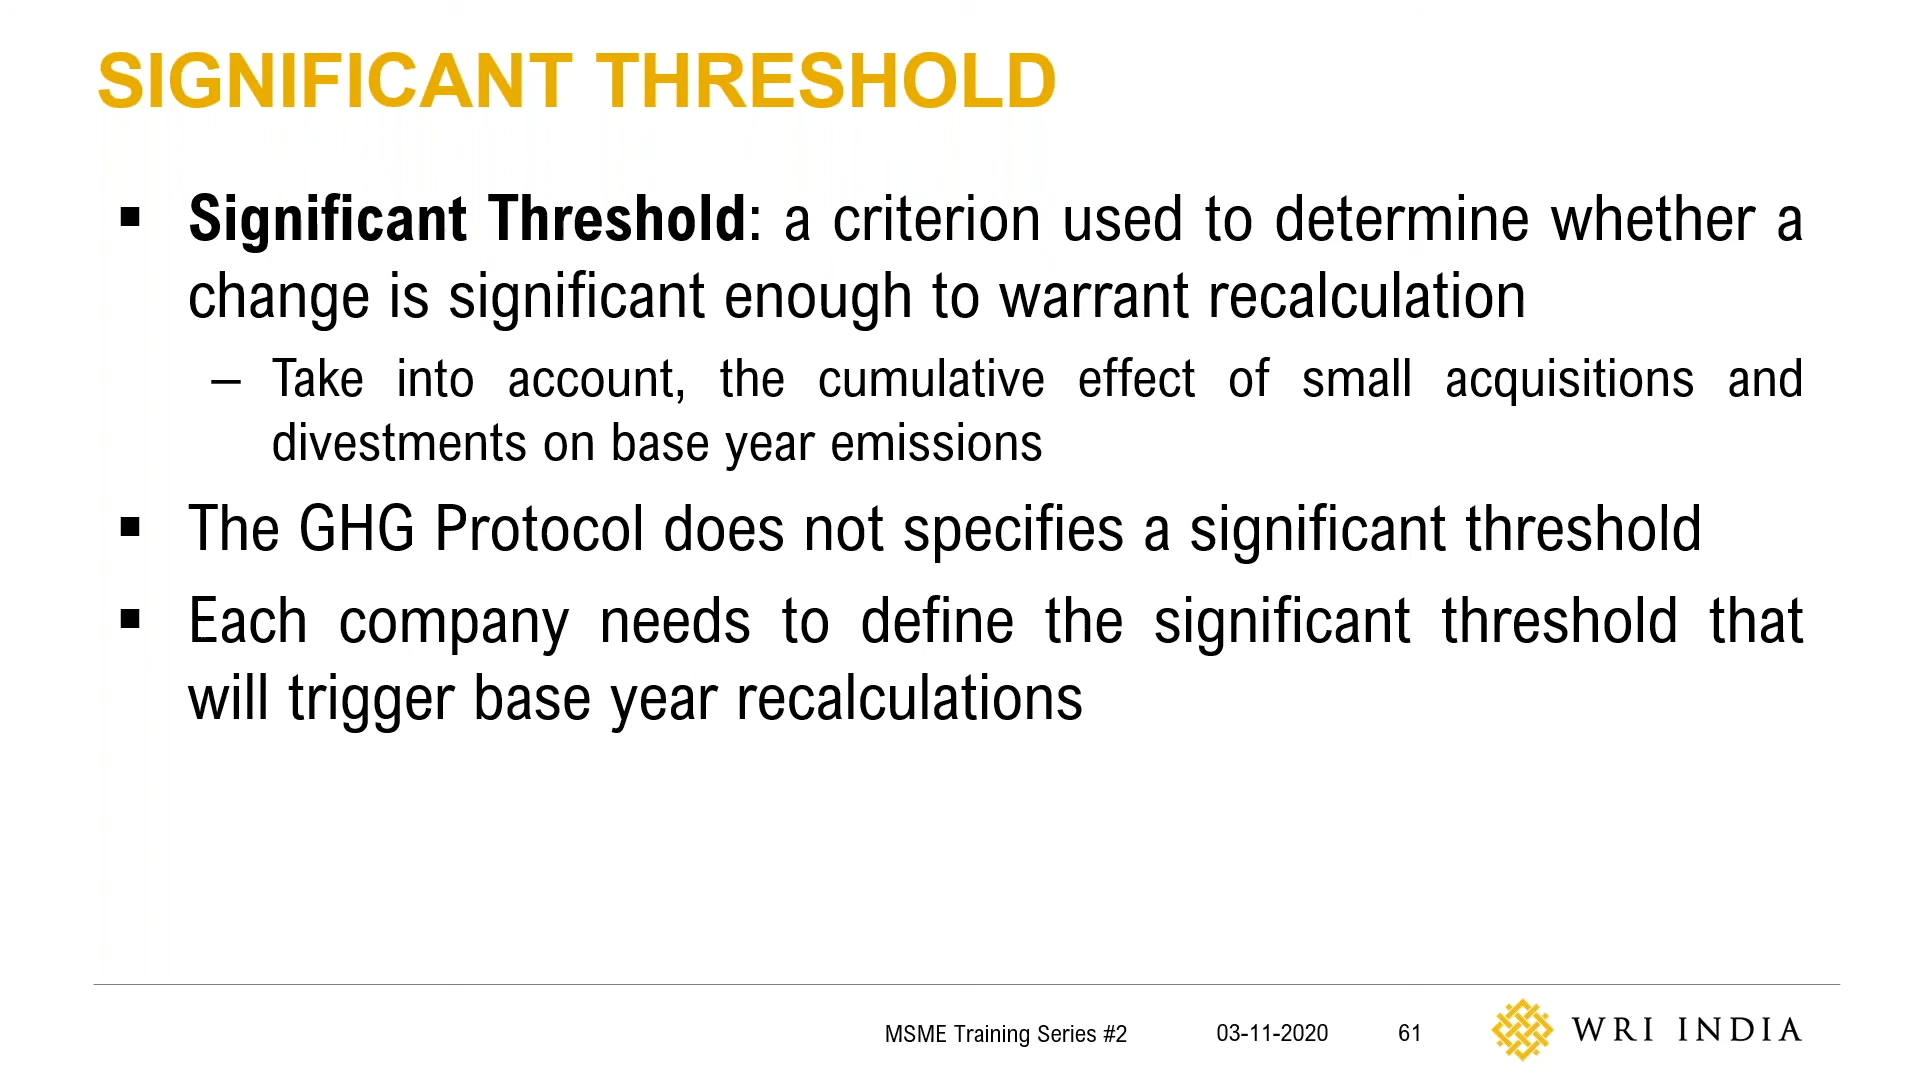 SIGNIFICANT THRESHOLD
▪ Significant Threshold: a criterion used to determine whether a
change is significant enough to warrant recalculation
– Take into account, the cumulative effect of small acquisitions and
divestments on base year emissions
▪ The GHG Protocol does not specifies a significant threshold
▪ Each company needs to define the significant threshold that
will trigger base year recalculations
MSME Training Series #2 03-11-2020 61 WRI INDIA